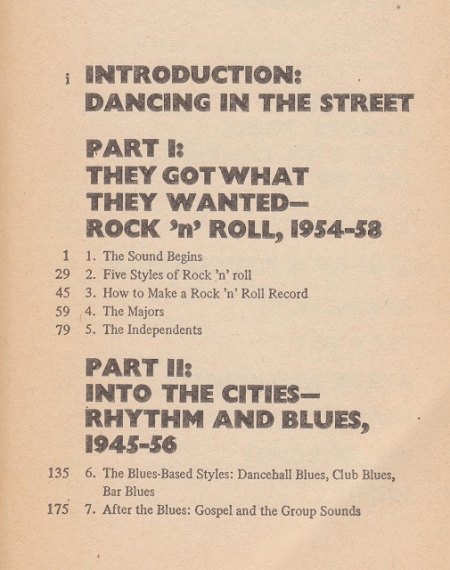 i INTRODUCTION:
DANCING IN THE STREET
PART I:
THEY GOT WHAT
THEY WANTED—
ROCK 'n' ROLL, 1954-58
1 1. The Sound Begins
29 2. Five Styles of Rock 'n' roll
45 3. How to Make a Rock 'n' Roll Record
59 4. The Majors
79 5. The Independents
PART II:
INTO THE CITIES—
RHYTHM AND BLUES,
1945-56
135 6. The Blues-Based Styles: Dancehall Blues, Club Blues,
Bar Blues
175 7. After the Blues: Gospel and the Group Sounds